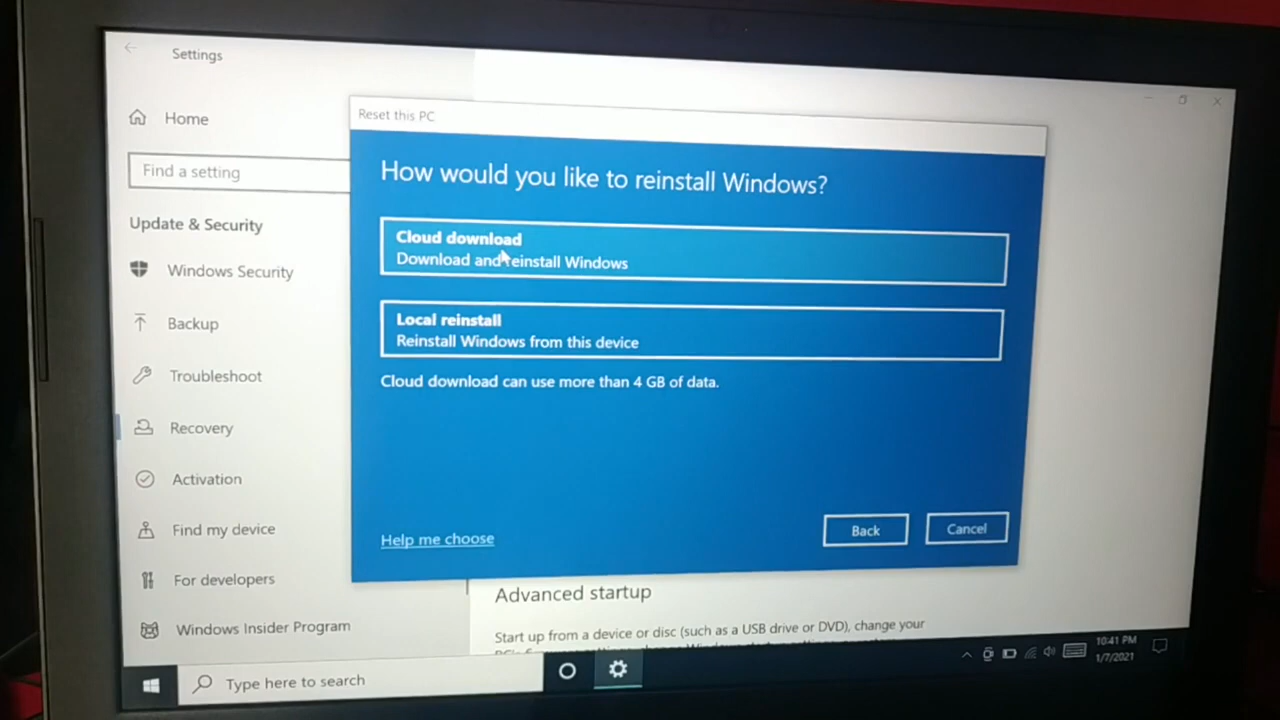 Settings
Home
Find a setting
Update & Security
Windows Security
Backup
Troubleshoot
Recovery
Activation
Find my device
For developers
Windows Insider Program
Reset this PC
How would you like to reinstall Windows?
Cloud download
Download and reinstall Windows
Local reinstall
Reinstall Windows from this device
Cloud download can use more than 4 GB of data.
Help me choose
Back
Cancel
Advanced startup
Start up from a device or disc (such as a USB drive or DVD), change your
Type here to search
10:41 PM
1/7/2021